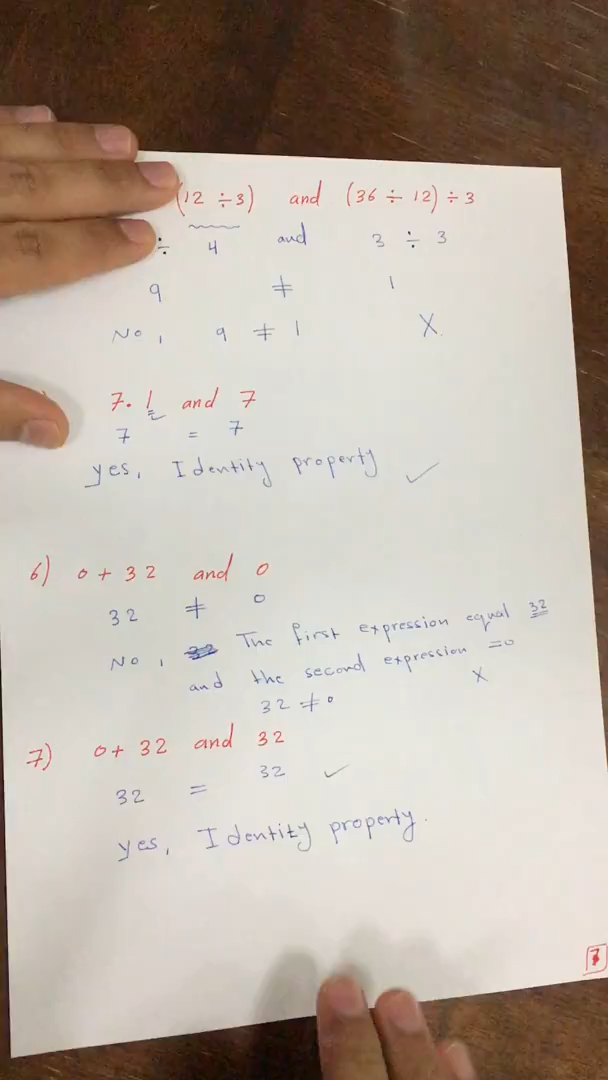 (12 ÷ 3) and (36 ÷ 12) ÷ 3
÷ 4 and 3 ÷ 3
9 ≠ 1
No, 9 ≠ 1 X
7. 1 and 7
7 = 7
yes, Identity property ✓
6) 0 + 32 and 0
32 ≠ 0
No, The first expression equal 32
and the second expression = 0
32 ≠ 0 X
7) 0 + 32 and 32
32 = 32 ✓
yes, Identity property.
7